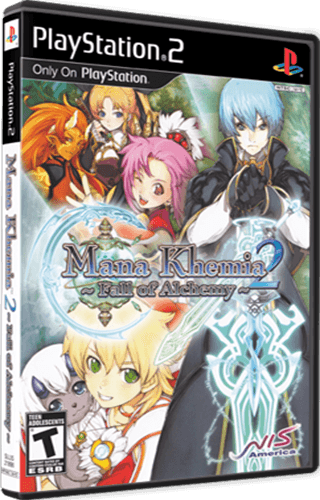 PlayStation®2
Only On PlayStation®
NTSC U/C
Mana Khemia 2
~ Fall of Alchemy ~
TEEN
T
ESRB
NIS
America
PlayStation®2
Mana Khemia 2 ~ Fall of Alchemy ~